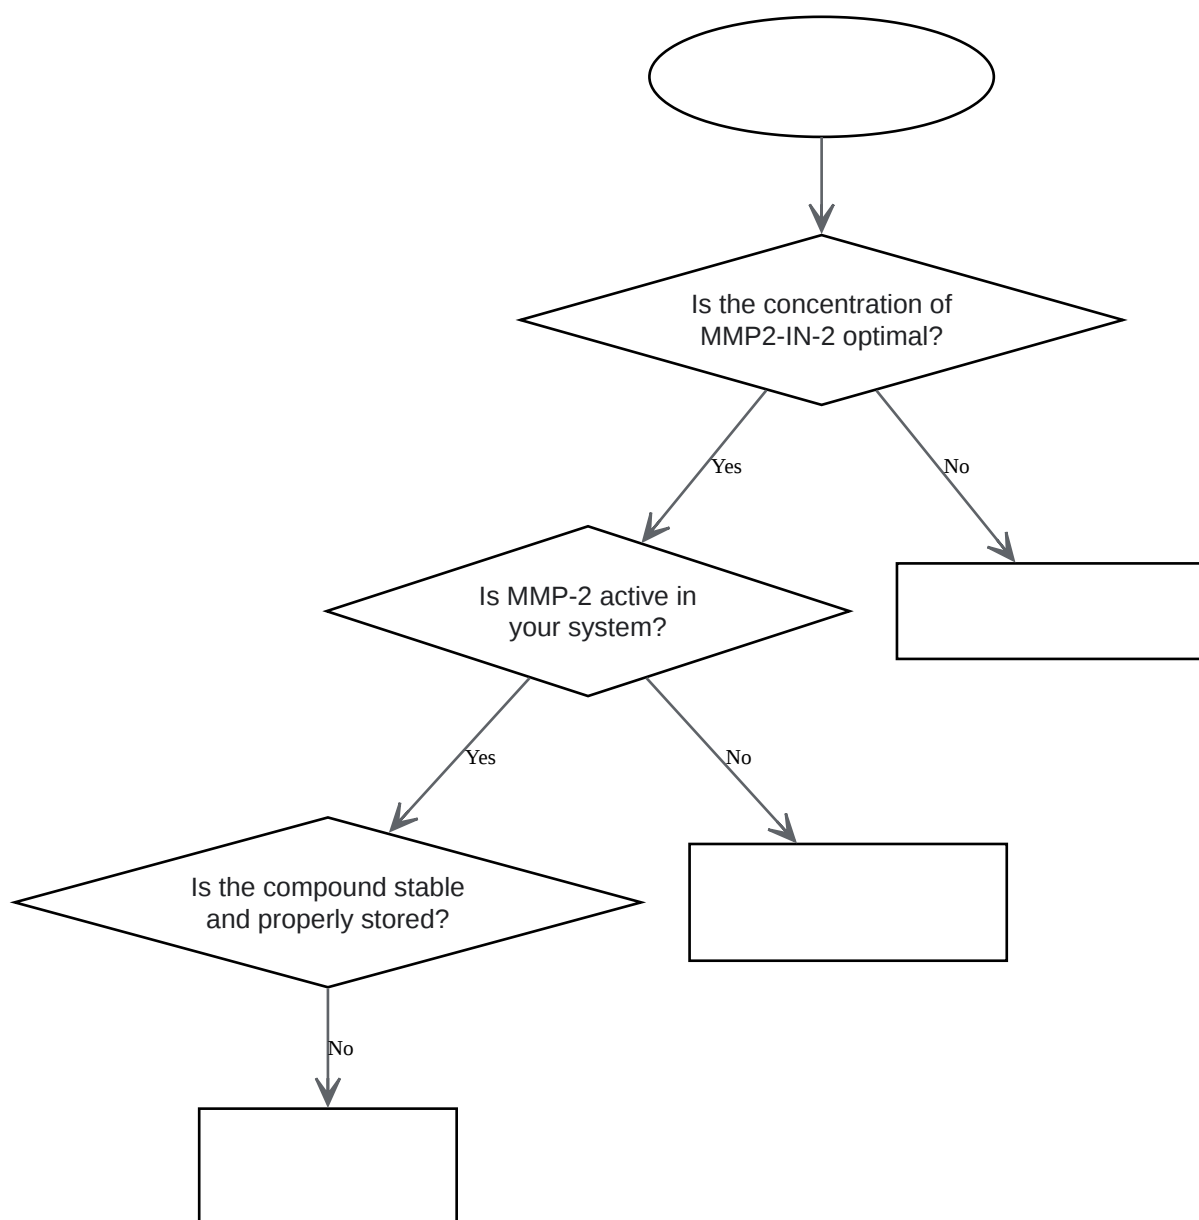 Is the concentration of
MMP2-IN-2 optimal?
Yes
No
Is MMP-2 active in
your system?
Yes
No
Is the compound stable
and properly stored?
No